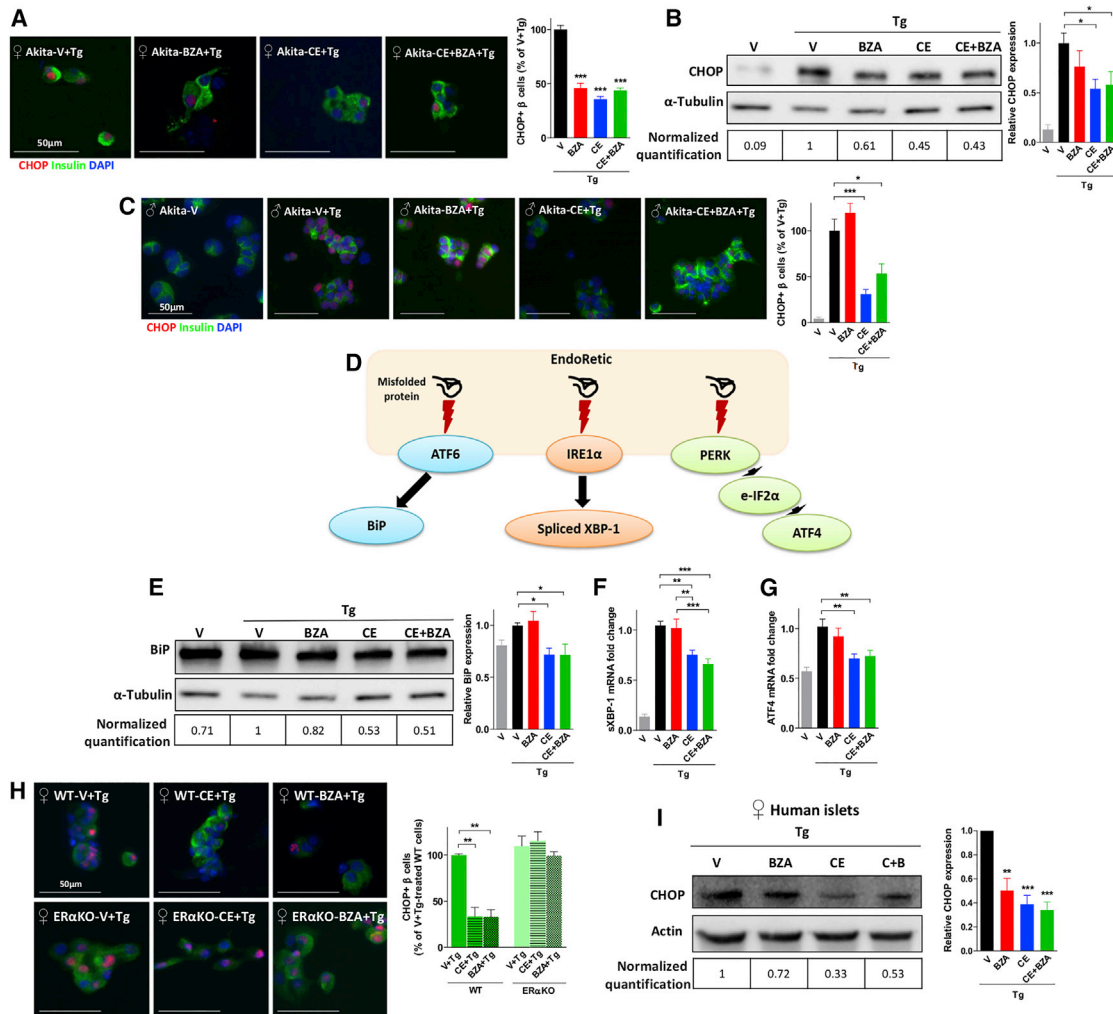 A
♀ Akita-V+Tg
♀ Akita-BZA+Tg
♀ Akita-CE+Tg
♀ Akita-CE+BZA+Tg
50μm
CHOP Insulin DAPI
CHOP+ β cells (% of V+Tg)
100
50
0
***
***
***
V
BZA
CE
CE+BZA
Tg
B
Tg
V
V
BZA
CE
CE+BZA
CHOP
α-Tubulin
Normalized
quantification
0.09
1
0.61
0.45
0.43
Relative CHOP expression
1.0
0.5
0
*
*
V
V
BZA
CE
CE+BZA
Tg
C
♂ Akita-V
♂ Akita-V+Tg
♂ Akita-BZA+Tg
♂ Akita-CE+Tg
♂ Akita-CE+BZA+Tg
50μm
CHOP Insulin DAPI
CHOP+ β cells (% of V+Tg)
100
50
0
*
***
V
V
BZA
CE
CE+BZA
Tg
D
EndoRetic
Misfolded
protein
ATF6
IRE1α
PERK
e-IF2α
BiP
Spliced XBP-1
ATF4
E
Tg
V
V
BZA
CE
CE+BZA
BiP
α-Tubulin
Normalized
quantification
0.71
1
0.82
0.53
0.51
Relative BiP expression
1.0
0.5
0
*
*
V
V
BZA
CE
CE+BZA
Tg
F
sXBP-1 mRNA fold change
1.0
0.5
0
***
**
**
***
V
V
BZA
CE
CE+BZA
Tg
G
ATF4 mRNA fold change
1.0
0.5
0
**
**
V
V
BZA
CE
CE+BZA
Tg
H
♀ WT-V+Tg
♀ WT-CE+Tg
♀ WT-BZA+Tg
50μm
♀ ERαKO-V+Tg
♀ ERαKO-CE+Tg
♀ ERαKO-BZA+Tg
CHOP+ β cells
(% of V+Tg-treated WT cells)
100
50
0
**
**
V+Tg
CE+Tg
BZA+Tg
V+Tg
CE+Tg
BZA+Tg
WT
ERαKO
I
♀ Human islets
Tg
V
BZA
CE
C+B
CHOP
Actin
Normalized
quantification
1
0.72
0.33
0.53
Relative CHOP expression
1.0
0.8
0.6
0.4
0.2
0
**
***
***
V
BZA
CE
CE+BZA
Tg